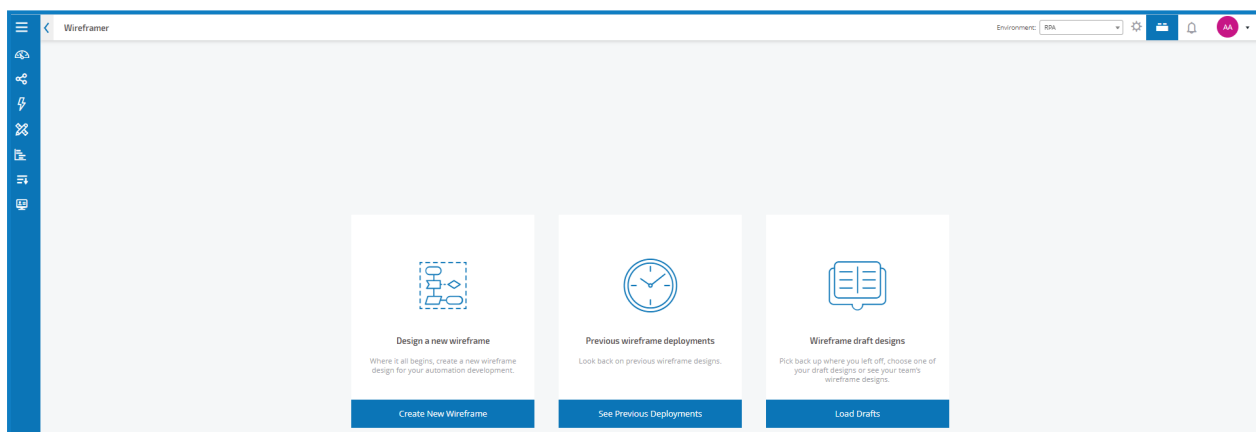 Wireframer
Environment: RPA
AA
Design a new wireframe
Where it all begins, create a new wireframe
design for your automation development.
Create New Wireframe
Previous wireframe deployments
Look back on previous wireframe designs.
See Previous Deployments
Wireframe draft designs
Pick back up where you left off, choose one of
your draft designs or see your team's
wireframe designs.
Load Drafts